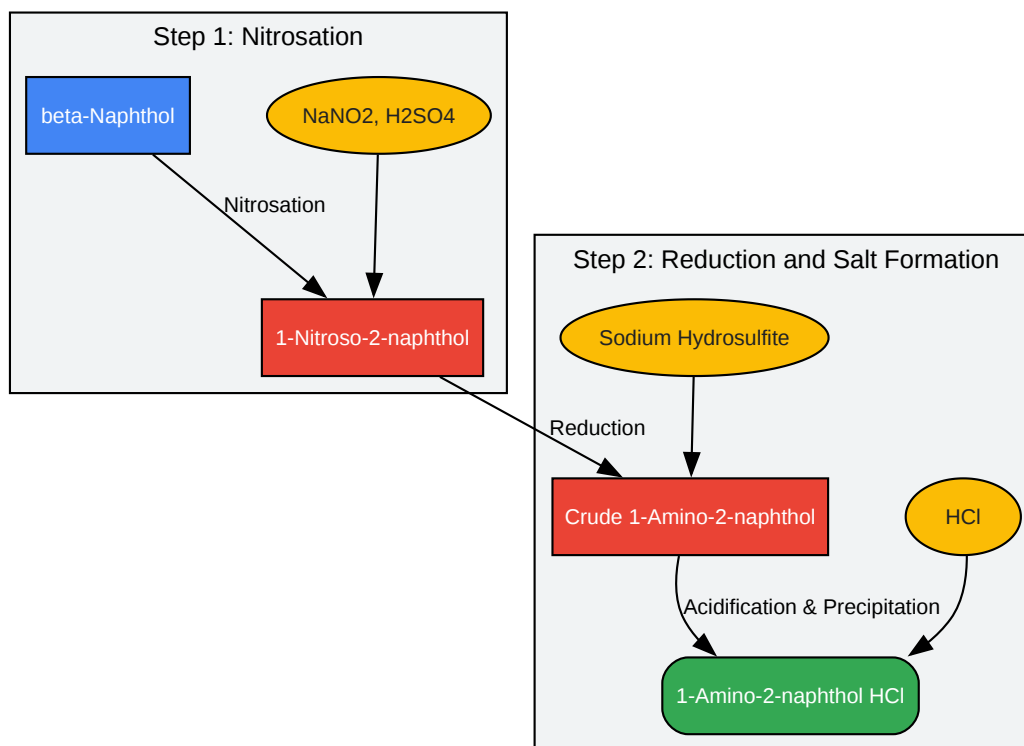 Step 1: Nitrosation
beta-Naphthol
NaNO2, H2SO4
Nitrosation
1-Nitroso-2-naphthol
Step 2: Reduction and Salt Formation
Sodium Hydrosulfite
Reduction
Crude 1-Amino-2-naphthol
HCl
Acidification & Precipitation
1-Amino-2-naphthol HCl